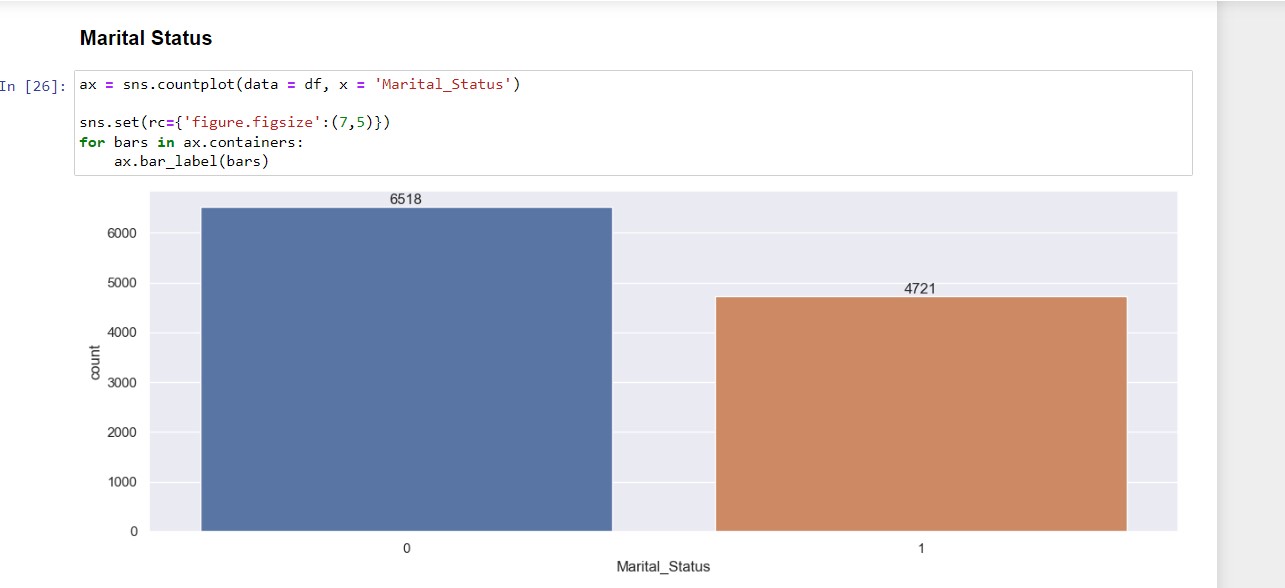 Marital Status
In [26]:
ax = sns.countplot(data = df, x = 'Marital_Status')
sns.set(rc={'figure.figsize':(7,5)})
for bars in ax.containers:
    ax.bar_label(bars)
6518
4721
6000
5000
4000
3000
2000
1000
0
count
0 1
Marital_Status